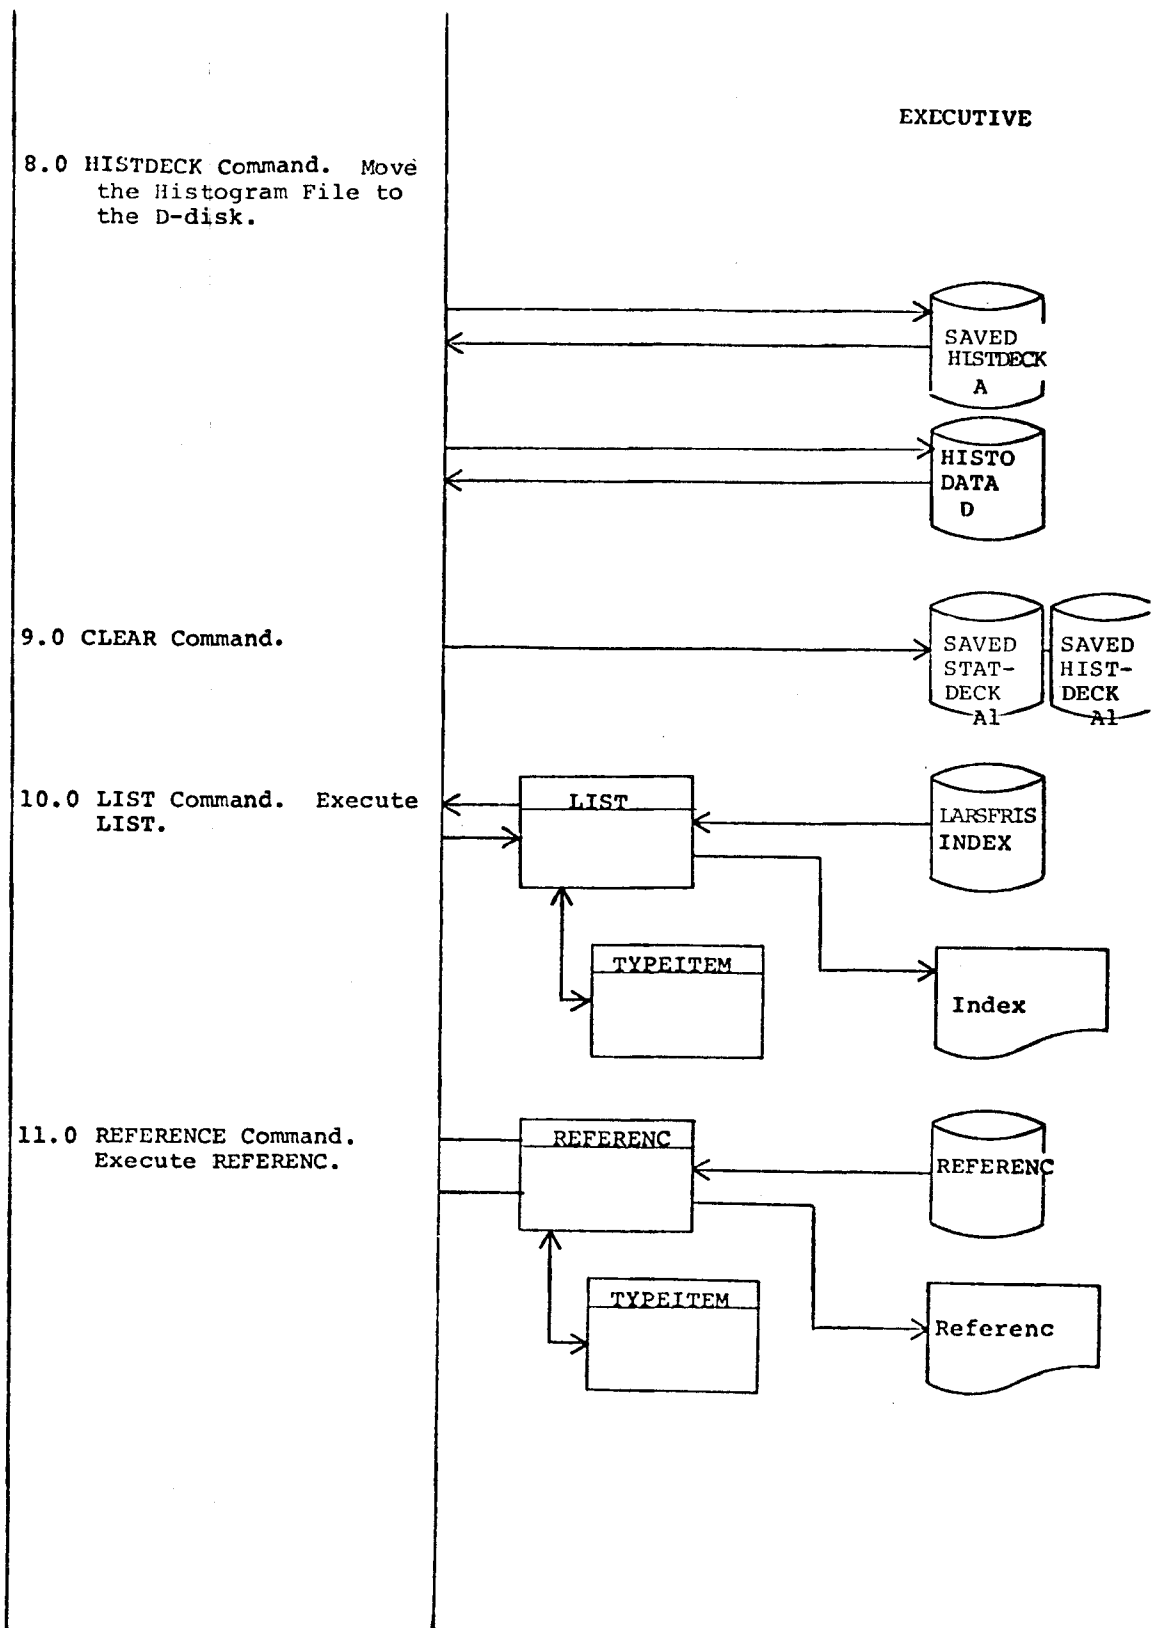 EXECUTIVE
8.0 HISTDECK Command. Move
the Histogram File to
the D-disk.
SAVED
HISTDECK
A
HISTO
DATA
D
9.0 CLEAR Command.
SAVED
STAT-
DECK
A1
SAVED
HIST-
DECK
A1
10.0 LIST Command. Execute
LIST.
LIST
LARSFRIS
INDEX
TYPEITEM
Index
11.0 REFERENCE Command.
Execute REFERENC.
REFERENC
REFERENC
TYPEITEM
Referenc